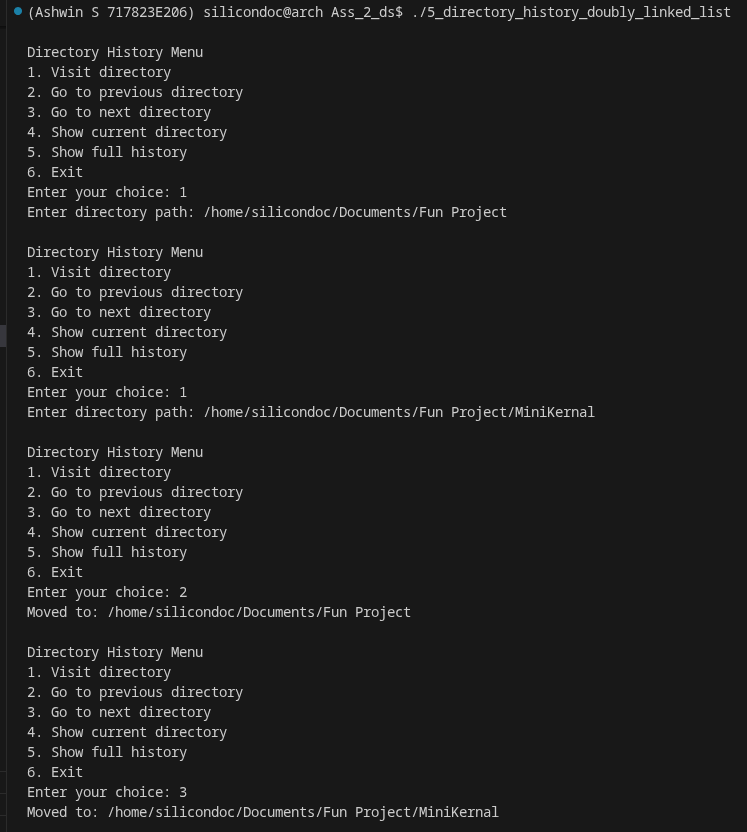 (Ashwin S 717823E206) silicondoc@arch Ass_2_ds$ ./5_directory_history_doubly_linked_list
Directory History Menu
1. Visit directory
2. Go to previous directory
3. Go to next directory
4. Show current directory
5. Show full history
6. Exit
Enter your choice: 1
Enter directory path: /home/silicondoc/Documents/Fun Project
Directory History Menu
1. Visit directory
2. Go to previous directory
3. Go to next directory
4. Show current directory
5. Show full history
6. Exit
Enter your choice: 1
Enter directory path: /home/silicondoc/Documents/Fun Project/MiniKernal
Directory History Menu
1. Visit directory
2. Go to previous directory
3. Go to next directory
4. Show current directory
5. Show full history
6. Exit
Enter your choice: 2
Moved to: /home/silicondoc/Documents/Fun Project
Directory History Menu
1. Visit directory
2. Go to previous directory
3. Go to next directory
4. Show current directory
5. Show full history
6. Exit
Enter your choice: 3
Moved to: /home/silicondoc/Documents/Fun Project/MiniKernal